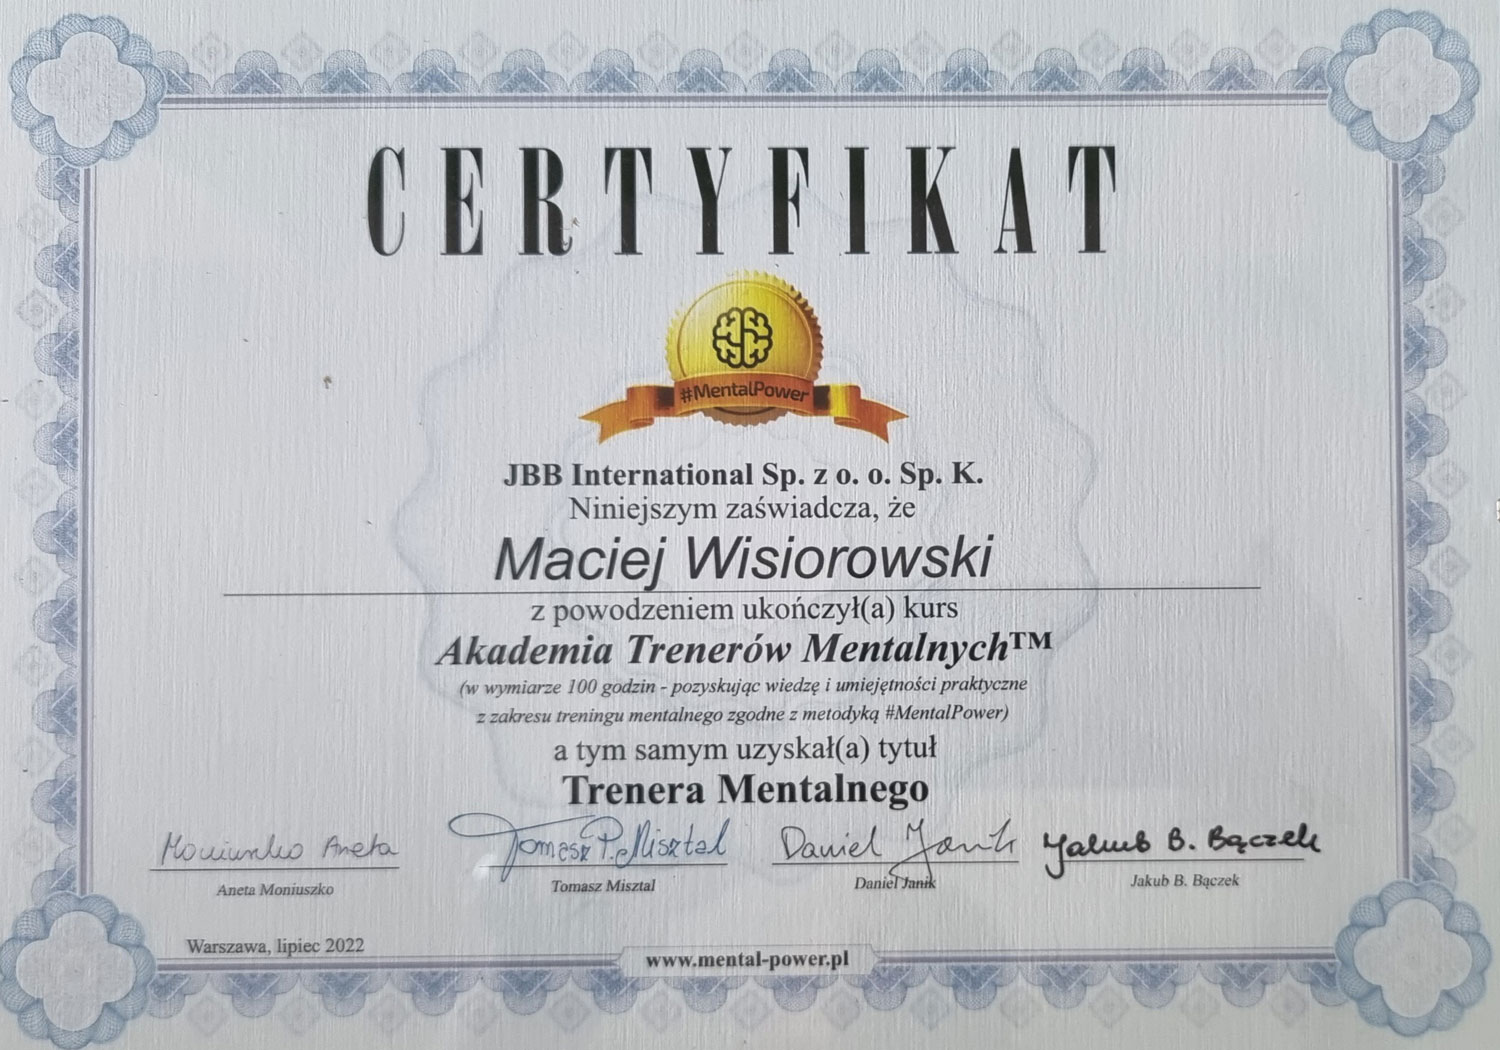 CERTYFIKAT
#MentalPower
JBB International Sp. z o. o. Sp. K.
Niniejszym zaświadcza, że
Maciej Wisiorowski
z powodzeniem ukończył(a) kurs
Akademia Trenerów Mentalnych™
(w wymiarze 100 godzin - pozyskując wiedzę i umiejętności praktyczne
z zakresu treningu mentalnego zgodne z metodyką #MentalPower)
a tym samym uzyskał(a) tytuł
Trenera Mentalnego
Moniuszko Aneta Tomasz P. Misztal Daniel Janik Jakub B. Bączek
Aneta Moniuszko Tomasz Misztal Daniel Janik Jakub B. Bączek
Warszawa, lipiec 2022
www.mental-power.pl